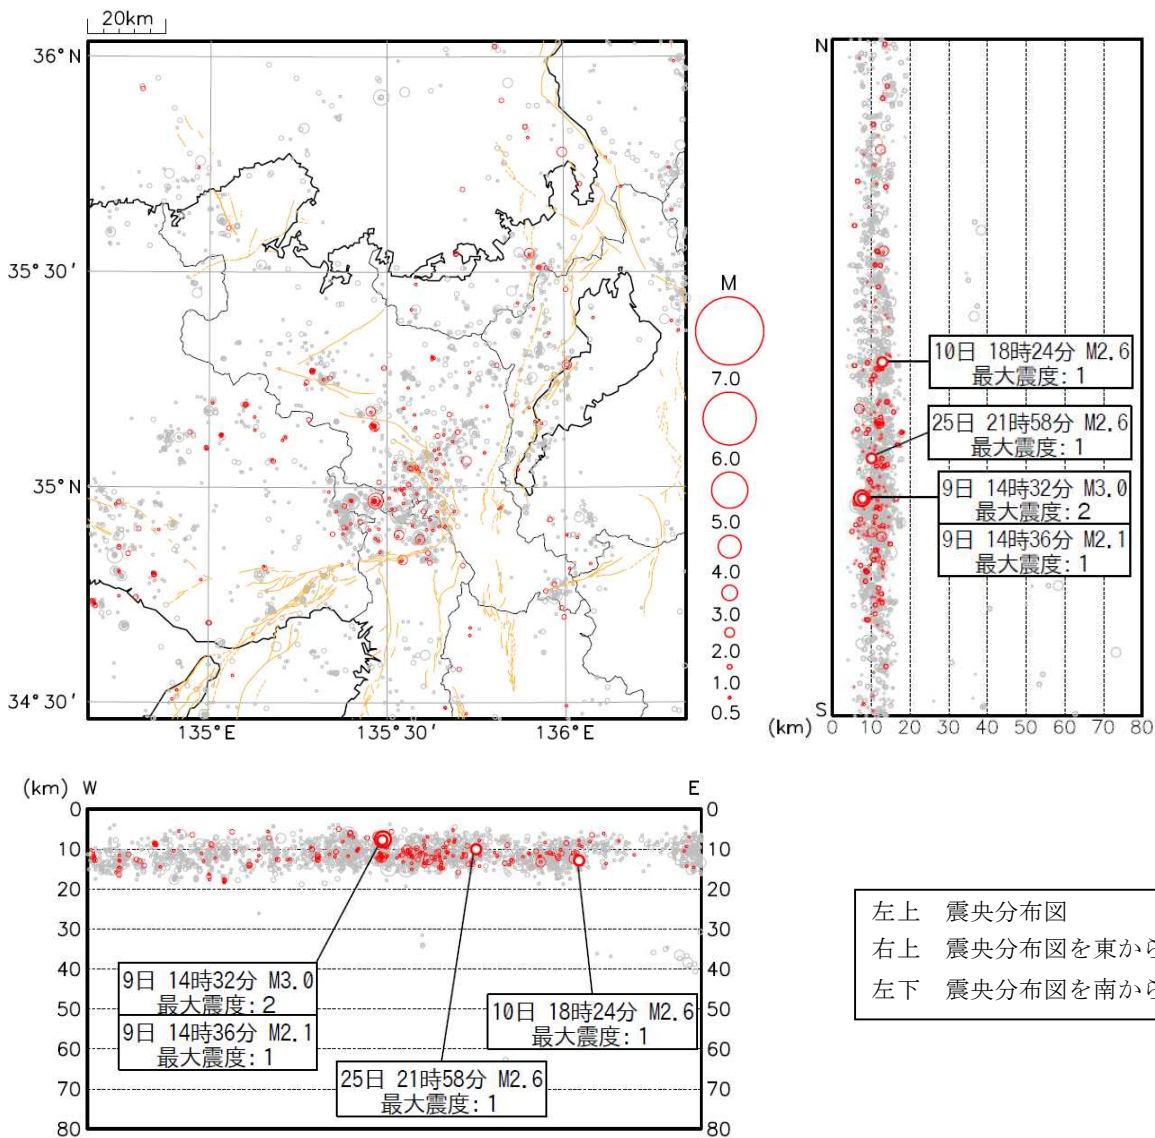 20km
36°N
35°30′
35°N
34°30′
135°E
135°30′
136°E
M
7.0
6.0
5.0
4.0
3.0
2.0
1.0
0.5
N
S
(km)
0 10 20 30 40 50 60 70 80
10日 18時24分 M2.6
最大震度:1
25日 21時58分 M2.6
最大震度:1
9日 14時32分 M3.0
最大震度:2
9日 14時36分 M2.1
最大震度:1
(km) W
E
0
10
20
30
40
50
60
70
80
0
10
20
30
40
50
60
70
80
9日 14時32分 M3.0
最大震度:2
9日 14時36分 M2.1
最大震度:1
25日 21時58分 M2.6
最大震度:1
10日 18時24分 M2.6
最大震度:1
左上 震央分布図
右上 震央分布図を東から
左下 震央分布図を南から